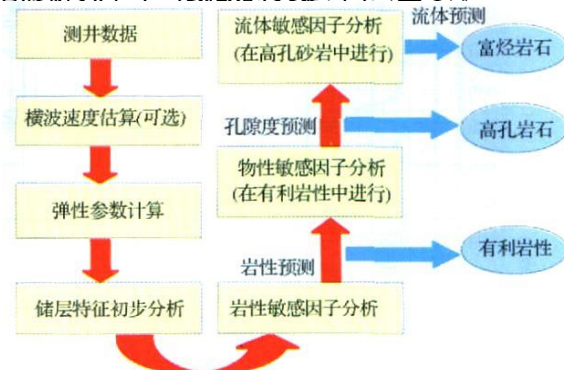 测井数据
横波速度估算(可选)
弹性参数计算
储层特征初步分析
岩性敏感因子分析
岩性预测
有利岩性
物性敏感因子分析
(在有利岩性中进行)
孔隙度预测
高孔岩石
流体敏感因子分析
(在高孔砂岩中进行)
流体预测
富烃岩石